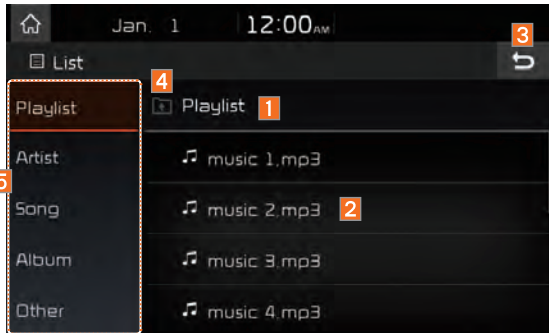 Jan. 1 12:00AM
3
List
4
Playlist
Playlist 1
Artist
music 1.mp3
5
Song
music 2.mp3 2
Album
music 3.mp3
Other
music 4.mp3